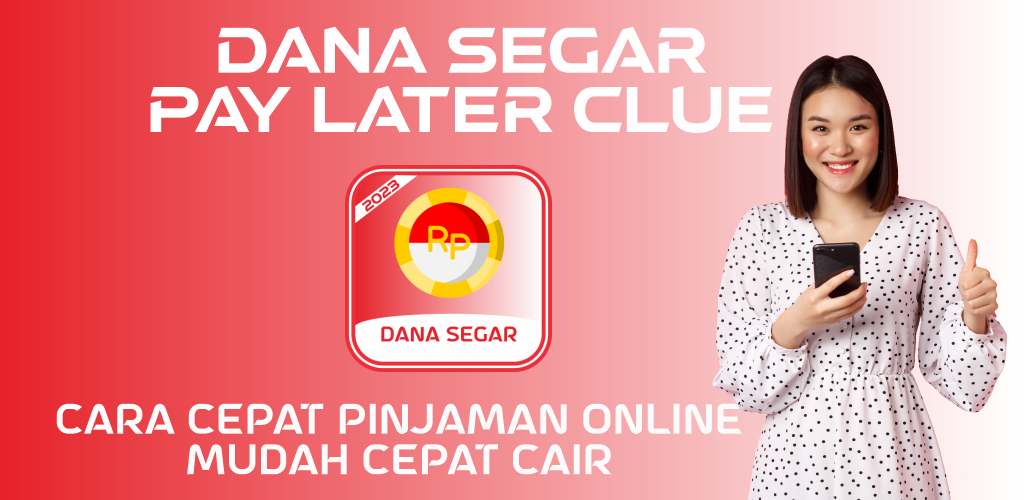 DANA SEGAR
PAY LATER CLUE
2023
RP
DANA SEGAR
CARA CEPAT PINJAMAN ONLINE
MUDAH CEPAT CAIR